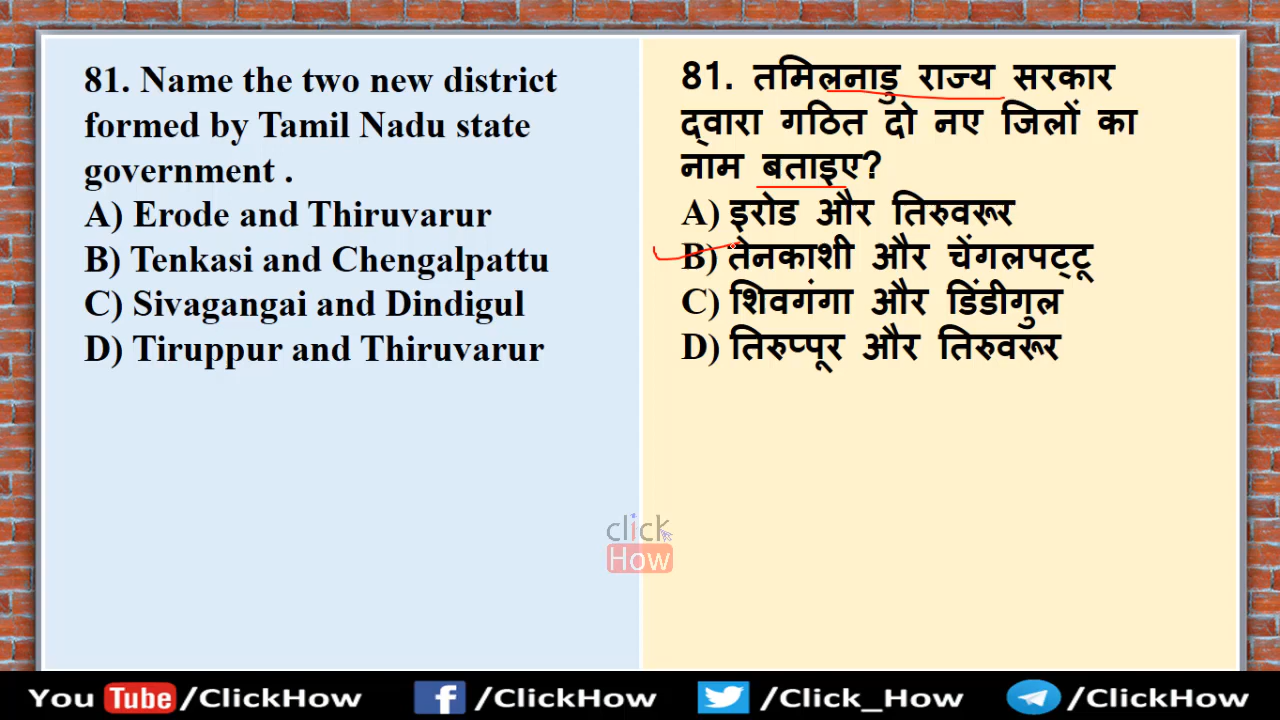 81. Name the two new district
formed by Tamil Nadu state
government .
A) Erode and Thiruvarur
B) Tenkasi and Chengalpattu
C) Sivagangai and Dindigul
D) Tiruppur and Thiruvarur
81. तमिलनाडु राज्य सरकार
द्वारा गठित दो नए जिलों का
नाम बताइए?
A) इरोड और तिरुवरूर
B) तेनकाशी और चेंगलपट्टू
C) शिवगंगा और डिंडीगुल
D) तिरुप्पूर और तिरुवरूर
click
How
You Tube/ClickHow f /ClickHow /Click_How /ClickHow